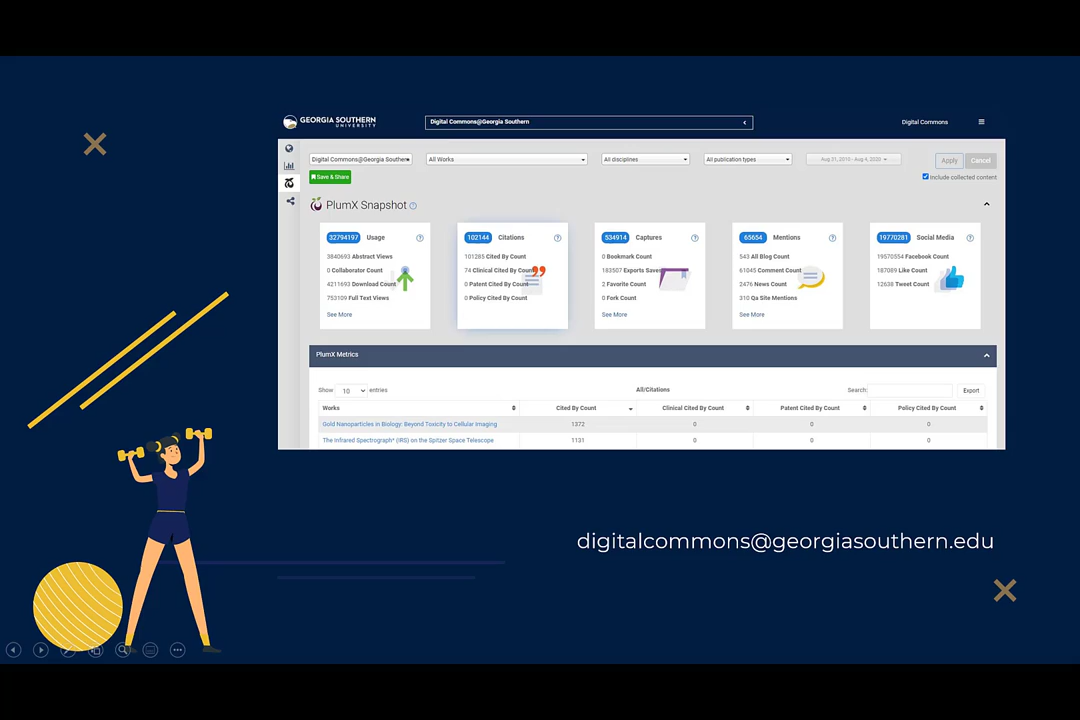 GEORGIA SOUTHERN
UNIVERSITY
Digital Commons@Georgia Southern
Digital Commons
Digital Commons@Georgia Southern
All Works
All disciplines
All publication types
Aug 31, 2010 - Aug 4, 2020
Apply
Cancel
Save & Share
Include collected content
PlumX Snapshot
32794197 Usage
3840693 Abstract Views
0 Collaborator Count
4211693 Download Count
753109 Full Text Views
See More
102144 Citations
101285 Cited By Count
74 Clinical Cited By Count
0 Patent Cited By Count
0 Policy Cited By Count
534914 Captures
0 Bookmark Count
183507 Exports Saves
2 Favorite Count
0 Fork Count
See More
65654 Mentions
543 All Blog Count
61045 Comment Count
2476 News Count
310 Qa Site Mentions
See More
19770281 Social Media
19570554 Facebook Count
187089 Like Count
12638 Tweet Count
PlumX Metrics
Show 10 entries
All/Citations
Search:
Export
Works Cited By Count Clinical Cited By Count Patent Cited By Count Policy Cited By Count
Gold Nanoparticles in Biology: Beyond Toxicity to Cellular Imaging 1372 0 0 0
The Infrared Spectrograph* (IRS) on the Spitzer Space Telescope 1131 0 0 0
digitalcommons@georgiasouthern.edu